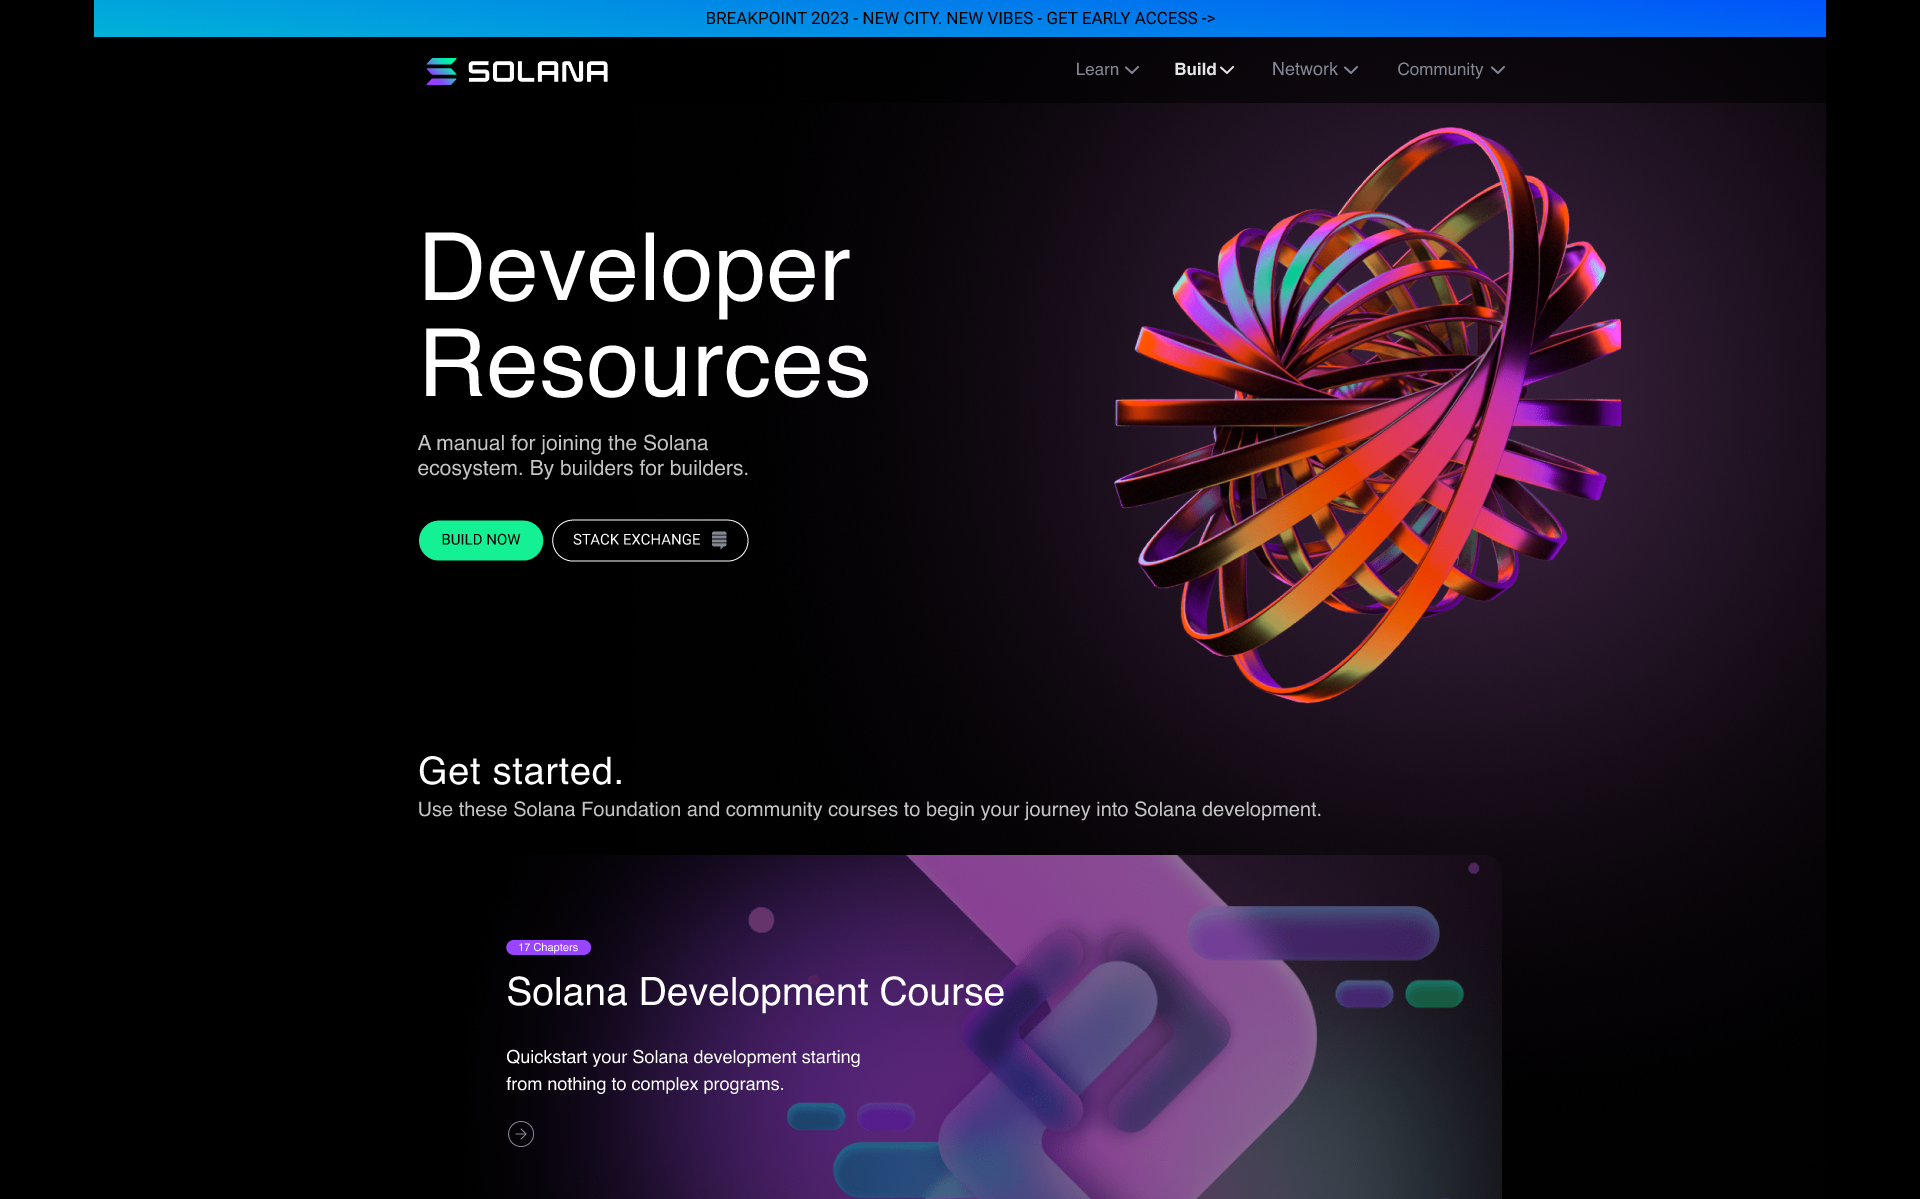 BREAKPOINT 2023 - NEW CITY. NEW VIBES - GET EARLY ACCESS ->
SOLANA
Learn
Build
Network
Community
Developer
Resources
A manual for joining the Solana
ecosystem. By builders for builders.
BUILD NOW
STACK EXCHANGE
Get started.
Use these Solana Foundation and community courses to begin your journey into Solana development.
17 Chapters
Solana Development Course
Quickstart your Solana development starting
from nothing to complex programs.